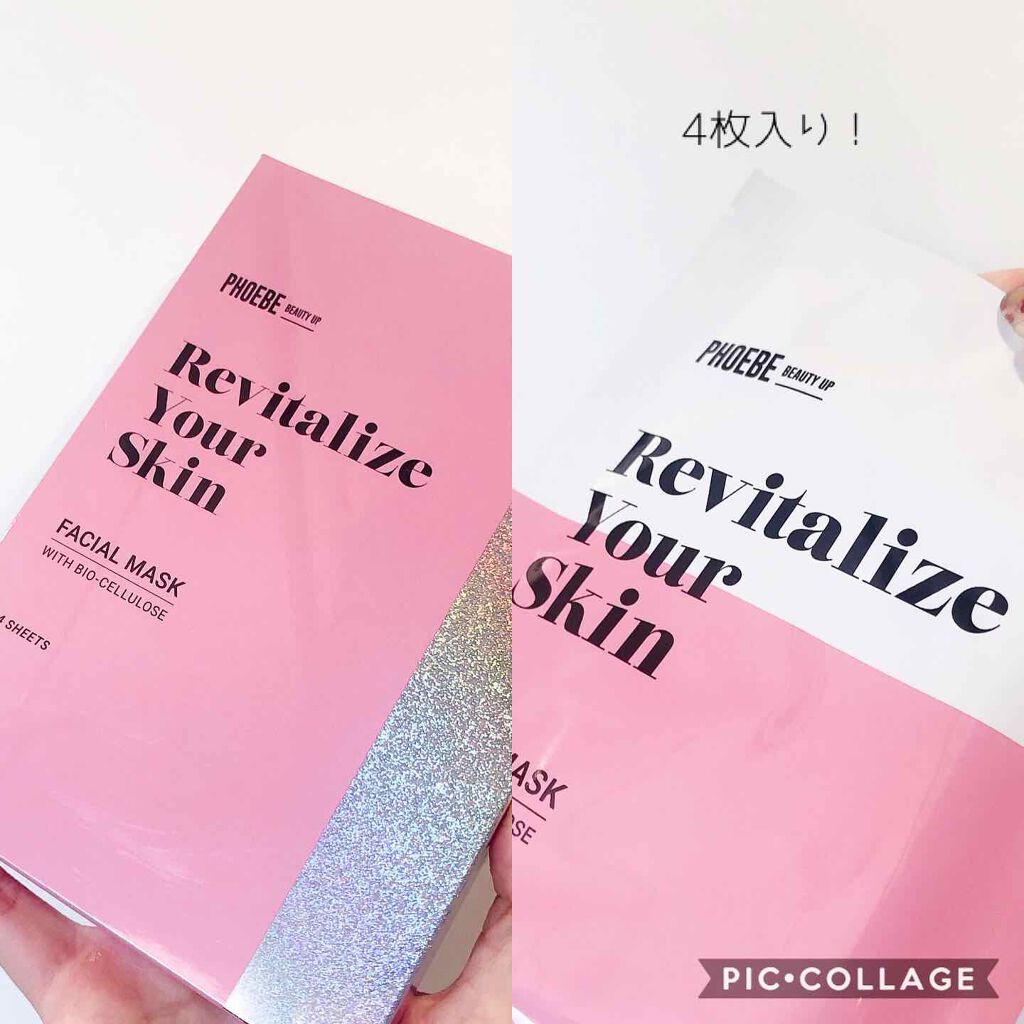 PHOEBE BEAUTY UP
Revitalize
Your
Skin
FACIAL MASK
WITH BIO-CELLULOSE
4 SHEETS
4枚入り！
PHOEBE BEAUTY UP
Revitalize
Your
Skin
MASK
OSE
PIC•COLLAGE